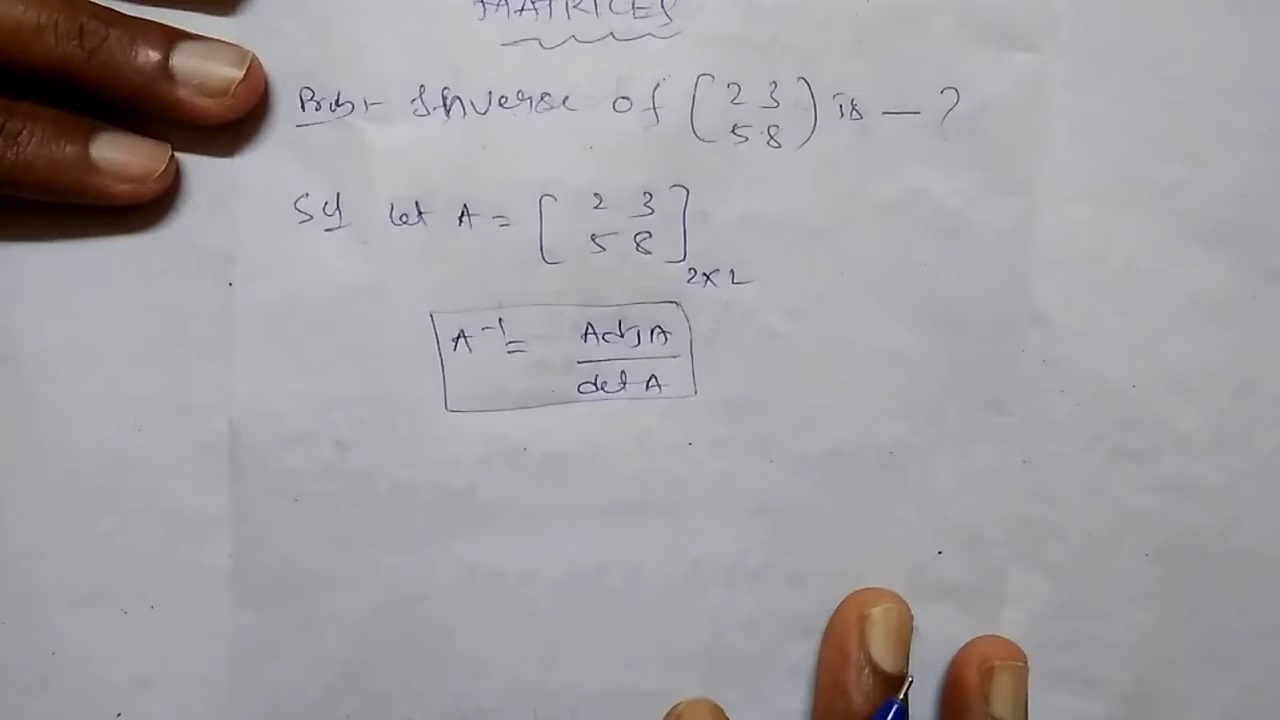 MATRICES
Prob:- Inverse of (2 3 is — ?
5 8)
Sol let A = [2 3
5 8] 2x2
A⁻¹ = Adj A
det A